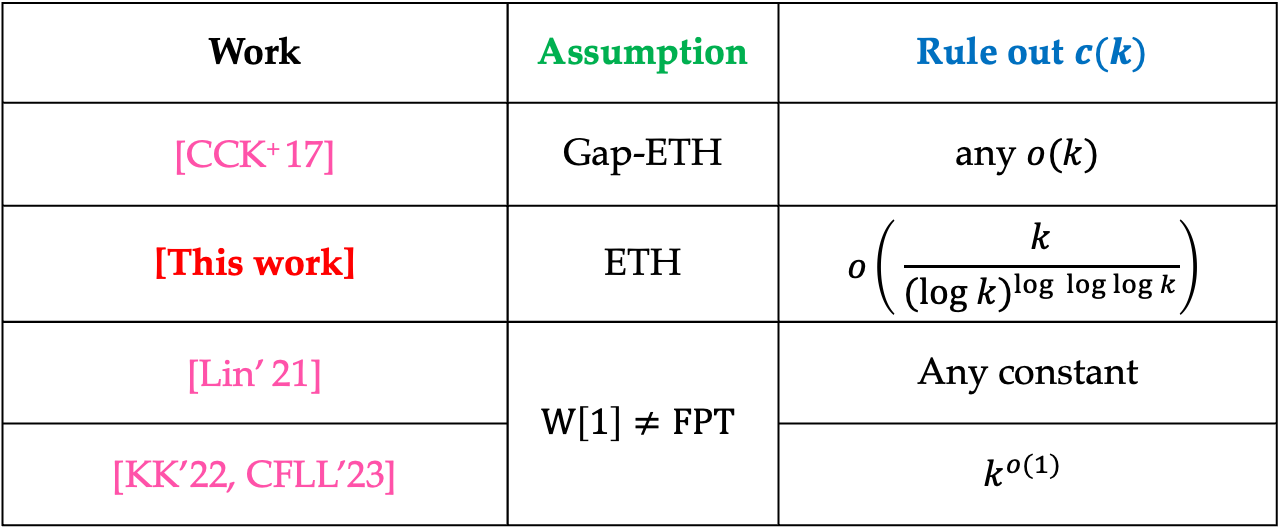 Work Assumption Rule out c(k)
[CCK⁺ 17] Gap-ETH any o(k)
[This work] ETH o(k / (log k)^{log log log k})
[Lin’ 21] Any constant
W[1] ≠ FPT
[KK’22, CFLL’23] k^{o(1)}